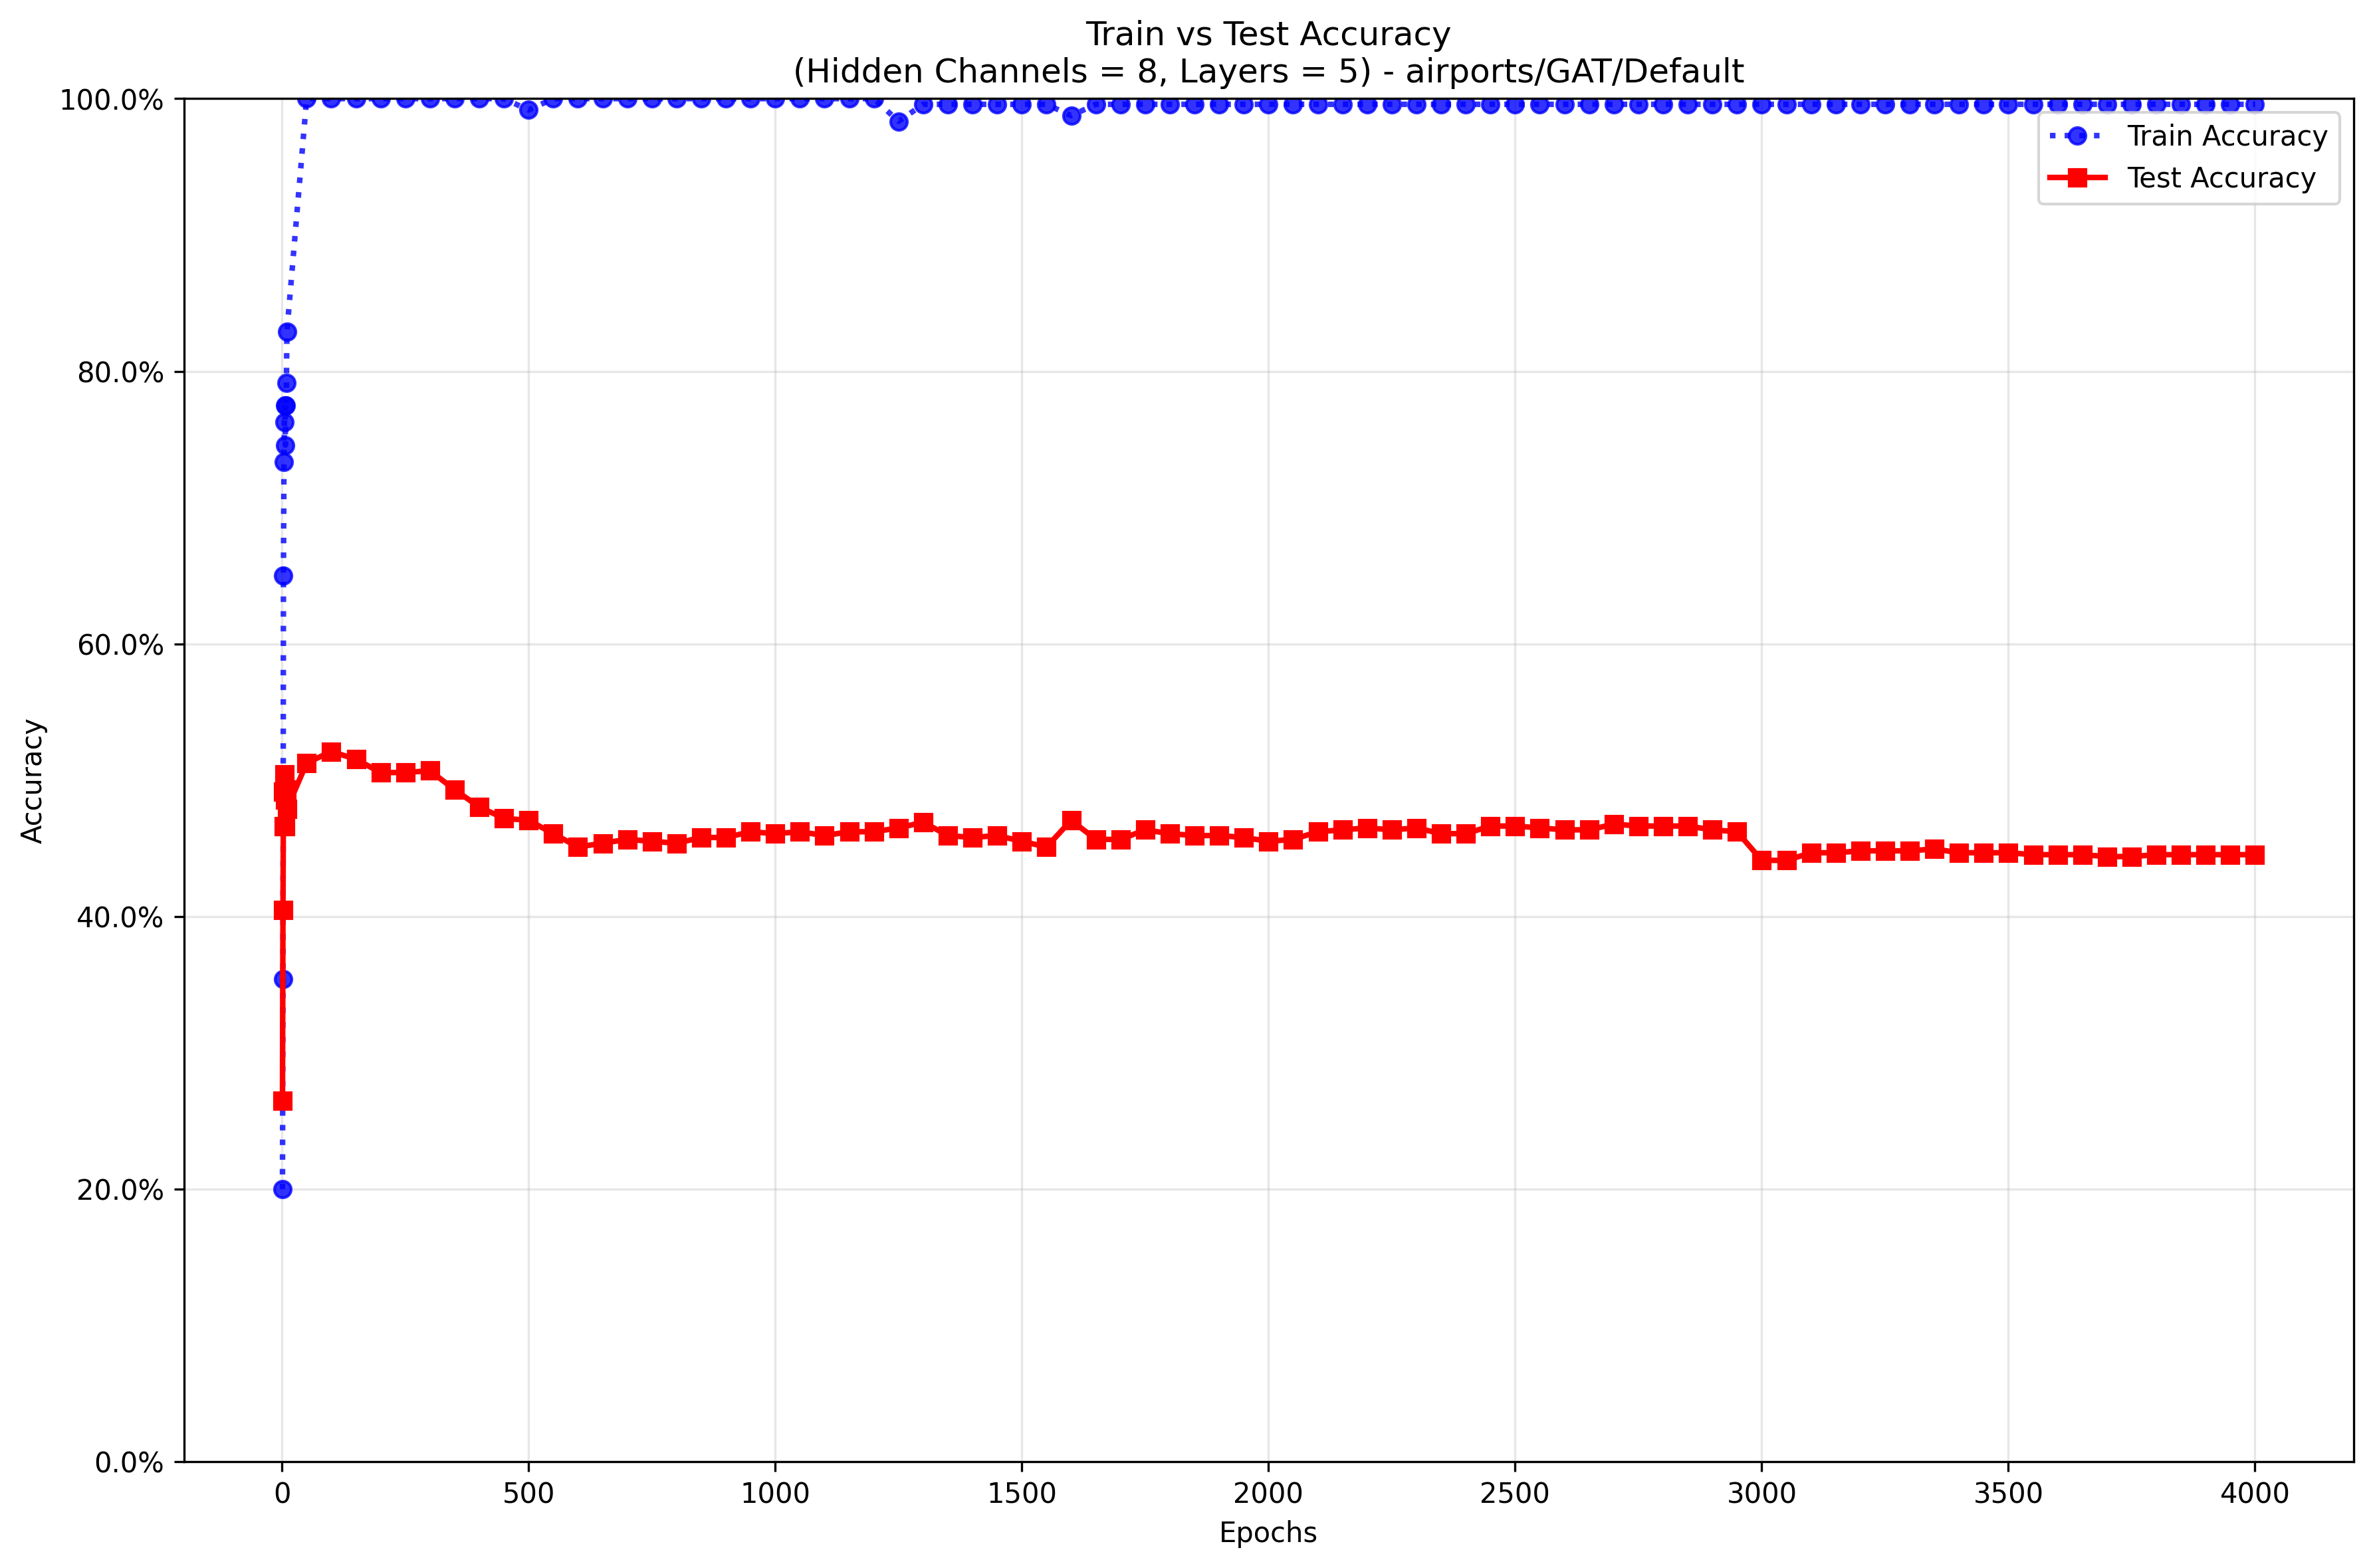 Train vs Test Accuracy
(Hidden Channels = 8, Layers = 5) - airports/GAT/Default
100.0%
80.0%
60.0%
40.0%
20.0%
0.0%
Accuracy
Train Accuracy
Test Accuracy
0 500 1000 1500 2000 2500 3000 3500 4000
Epochs